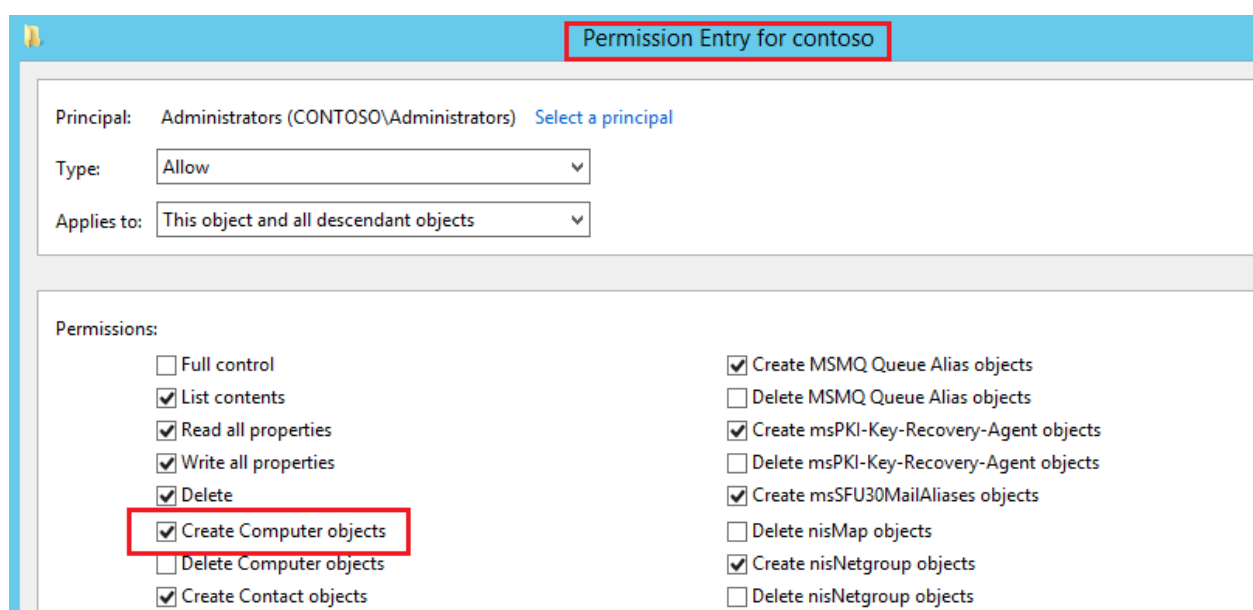 Permission Entry for contoso
Principal: Administrators (CONTOSO\Administrators) Select a principal
Type: Allow
Applies to: This object and all descendant objects
Permissions:
Full control
List contents
Read all properties
Write all properties
Delete
Create Computer objects
Delete Computer objects
Create Contact objects
Create MSMQ Queue Alias objects
Delete MSMQ Queue Alias objects
Create msPKI-Key-Recovery-Agent objects
Delete msPKI-Key-Recovery-Agent objects
Create msSFU30MailAliases objects
Delete nisMap objects
Create nisNetgroup objects
Delete nisNetgroup objects